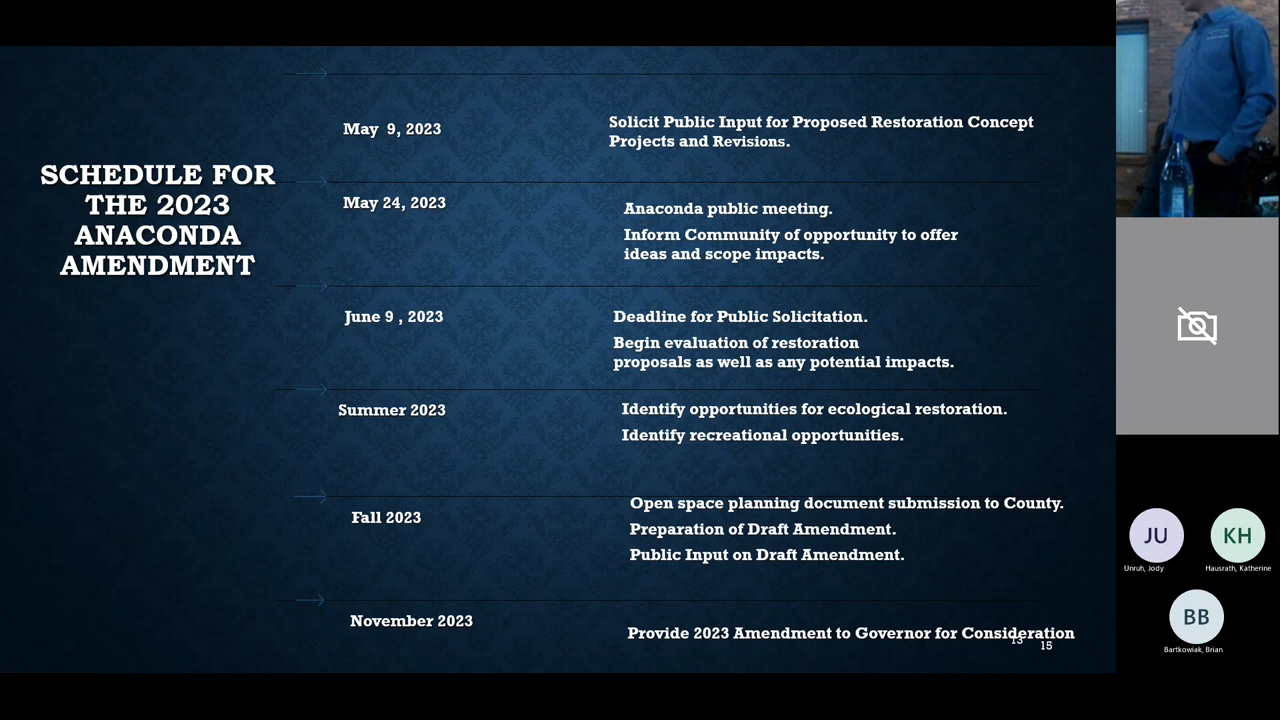 SCHEDULE FOR
THE 2023
ANACONDA
AMENDMENT
May 9, 2023
Solicit Public Input for Proposed Restoration Concept
Projects and Revisions.
May 24, 2023
Anaconda public meeting.
Inform Community of opportunity to offer
ideas and scope impacts.
June 9 , 2023
Deadline for Public Solicitation.
Begin evaluation of restoration
proposals as well as any potential impacts.
Summer 2023
Identify opportunities for ecological restoration.
Identify recreational opportunities.
Fall 2023
Open space planning document submission to County.
Preparation of Draft Amendment.
Public Input on Draft Amendment.
November 2023
Provide 2023 Amendment to Governor for Consideration
13
15
JU
Unruh, Jody
KH
Hausrath, Katherine
BB
Bartkowiak, Brian